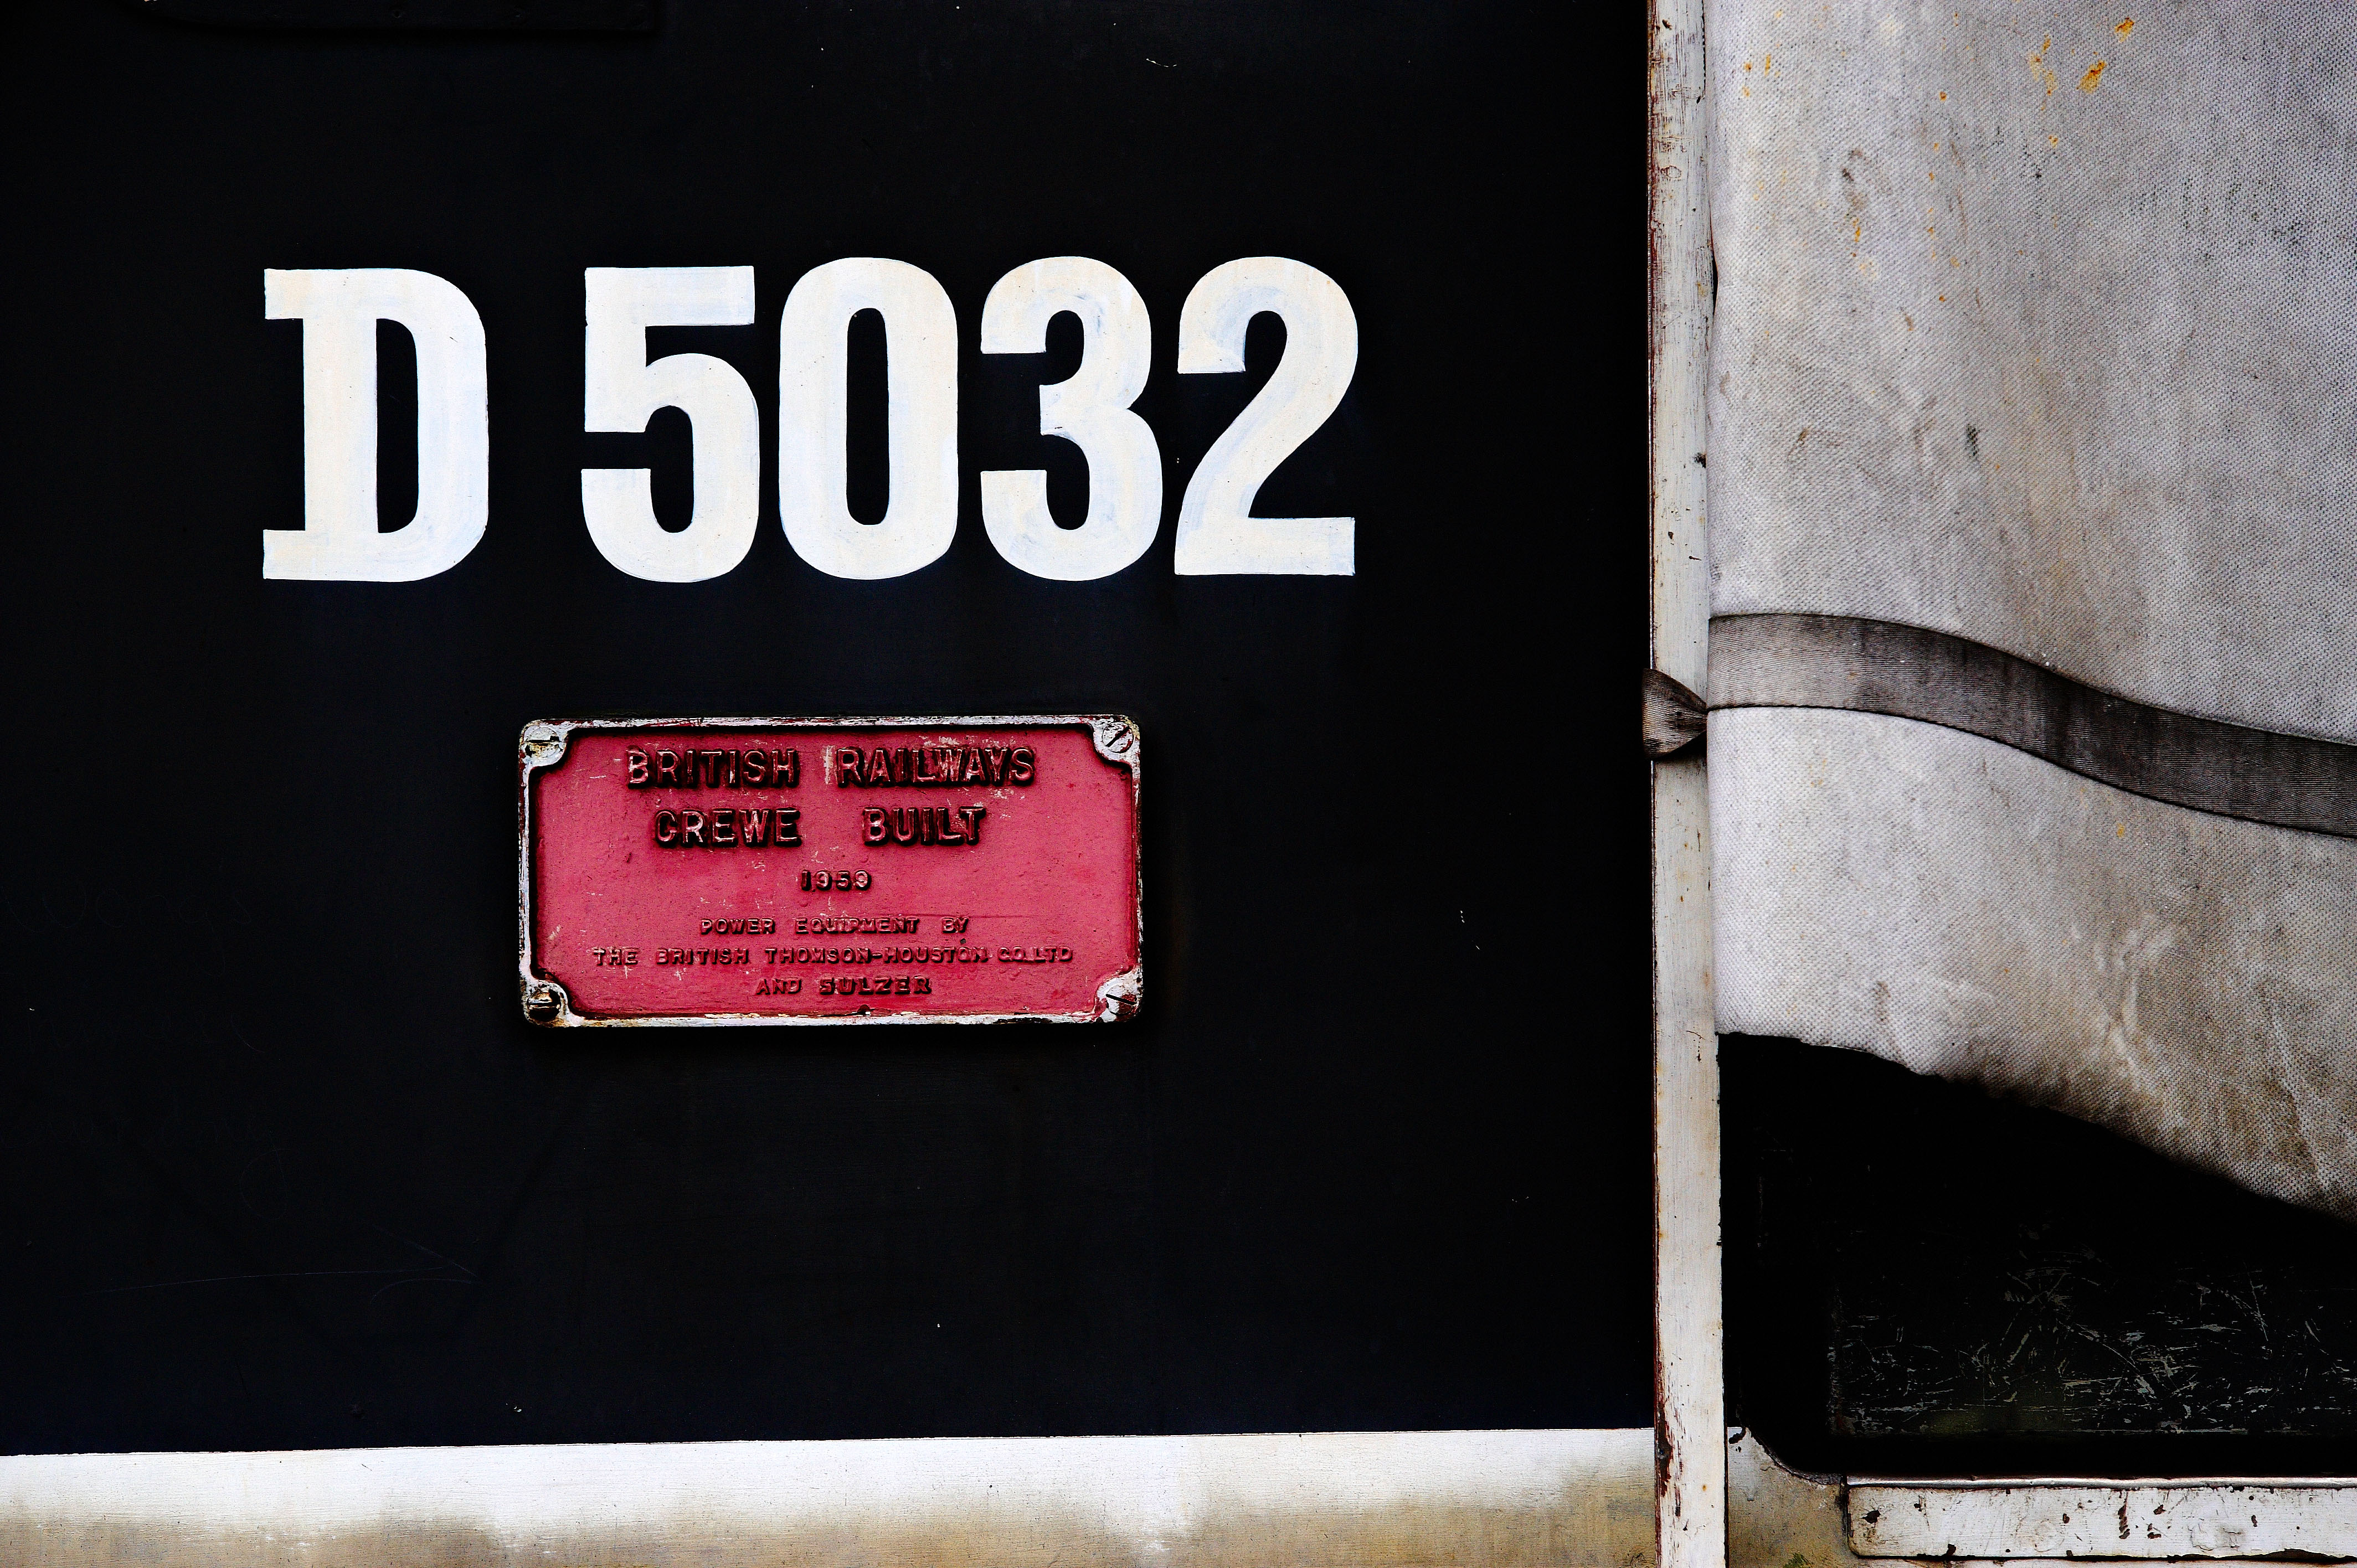 D 5032
BRITISH RAILWAYS
CREWE BUILT
1959
POWER EQUIPMENT BY
THE BRITISH THOMSON-HOUSTON CO. LTD
AND SULZER